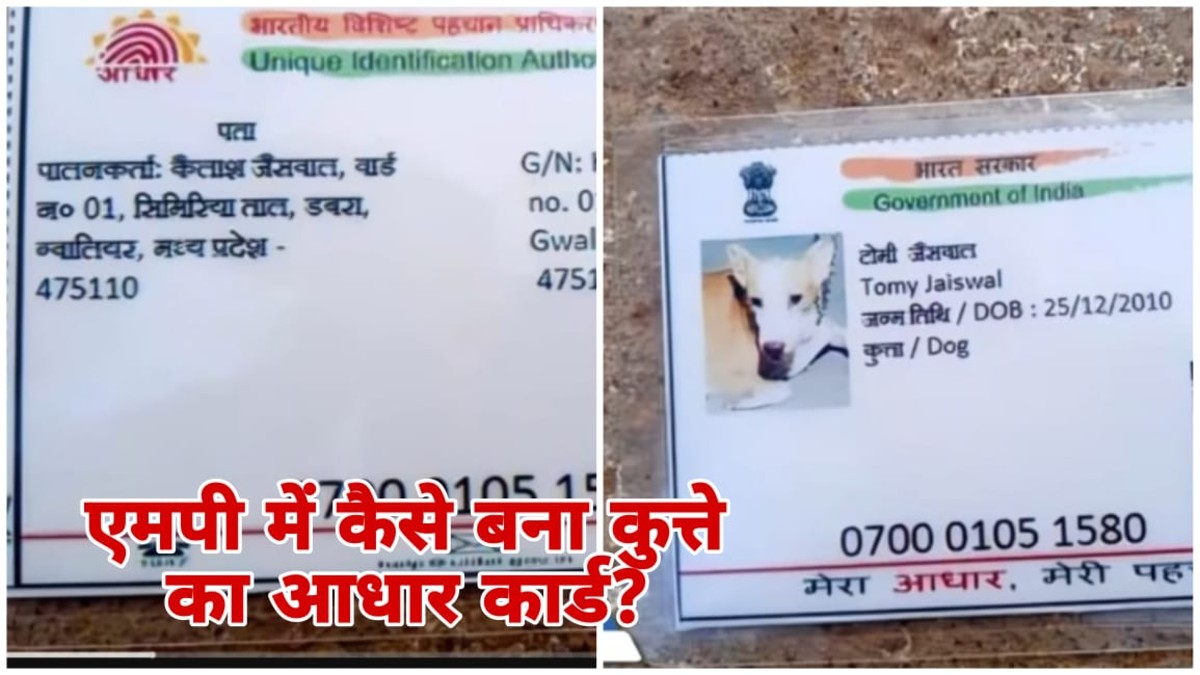 आधार
भारतीय विशिष्ट पहचान प्राधिकर
Unique Identification Autho
पता
पालनकर्ता: कैलाश जैसवाल, वार्ड
न० 01, सिमिरिया ताल, डबरा,
ग्वालियर, मध्य प्रदेश -
475110
G/N:
no. 0
Gwal
4751
0105 15
भारत सरकार
Government of India
टोमी जैसवाल
Tomy Jaiswal
जन्म तिथि / DOB : 25/12/2010
कुत्ता / Dog
0700 0105 1580
मेरा आधार, मेरी पह
एमपी में कैसे बना कुत्ते
का आधार कार्ड?